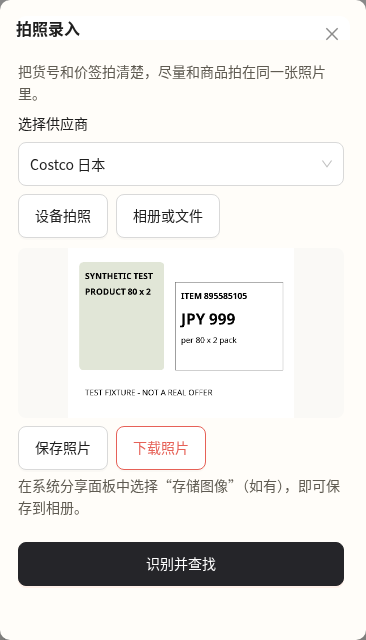 拍照录入
把货号和价签拍清楚，尽量和商品拍在同一张照片
里。
选择供应商
Costco 日本
设备拍照
相册或文件
SYNTHETIC TEST
PRODUCT 80 x 2
ITEM 895585105
JPY 999
per 80 x 2 pack
TEST FIXTURE - NOT A REAL OFFER
保存照片
下载照片
在系统分享面板中选择“存储图像”（如有），即可保
存到相册。
识别并查找